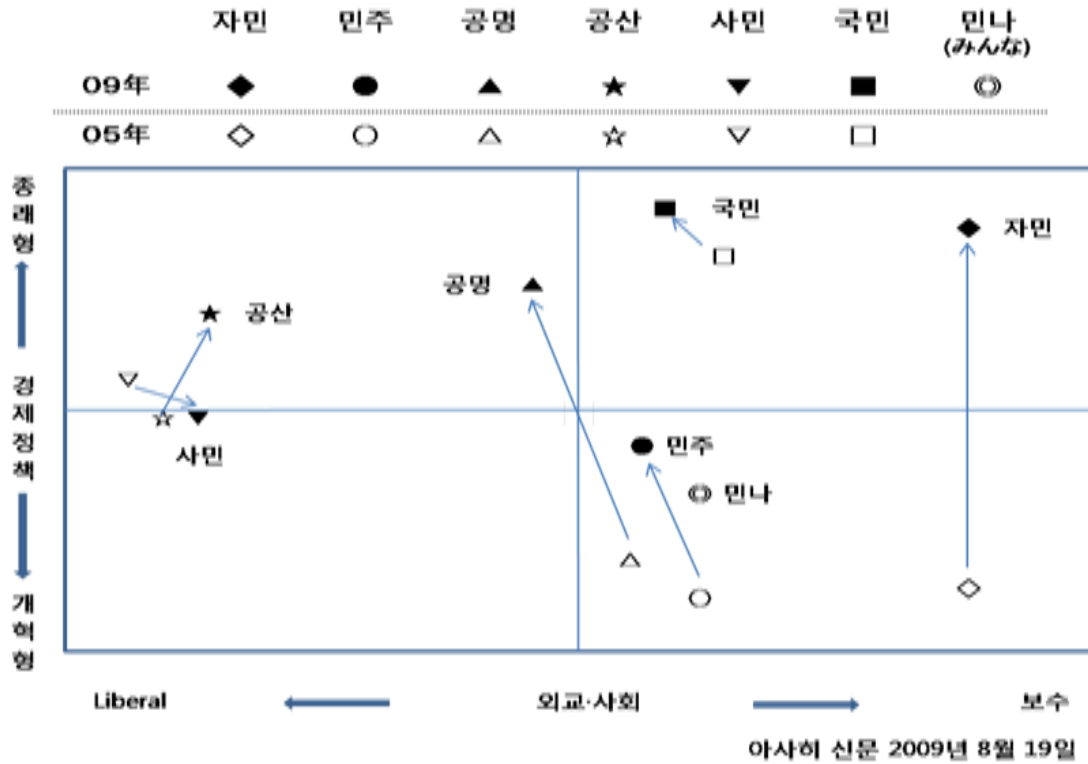 자민 민주 공명 공산 사민 국민 민나
(みんな)
09年 ◆ ● ▲ ★ ▼ ■ ◎
05年 ◇ ○ △ ☆ ▽ □
종래형
경제정책
개혁형
국민
자민
공명
공산
사민
민주
민나
Liberal 외교·사회 보수
아사히 신문 2009년 8월 19일